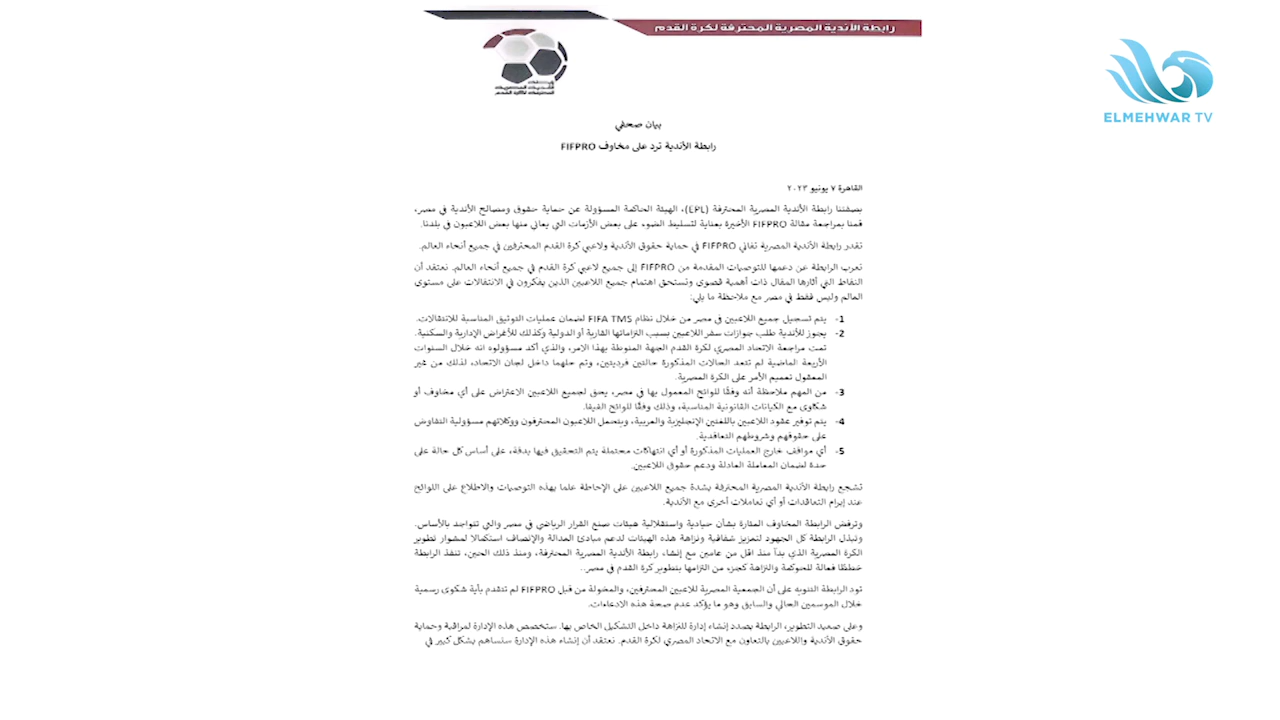 رابطة الأندية المصرية المحترفة لكرة القدم
ELMEHWAR TV
بيان صحفي
رابطة الأندية ترد على مخاوف FIFPRO
القاهرة ٧ يونيو ٢٠٢٣
بصفتنا رابطة الأندية المصرية المحترفة (EPL)، الهيئة الحاكمة المسؤولة عن حماية حقوق ومصالح الأندية في مصر،
قمنا بمراجعة مقالة FIFPRO الأخيرة بعناية لتسليط الضوء على بعض الأزمات التي يعاني منها بعض اللاعبون في بلدنا.
تقدر رابطة الأندية المصرية تفاني FIFPRO في حماية حقوق الأندية ولاعبي كرة القدم المحترفين في جميع أنحاء العالم.
تعرب الرابطة عن دعمها للتوصيات المقدمة من FIFPRO إلى جميع لاعبي كرة القدم في جميع أنحاء العالم. نعتقد أن
النقاط التي أثارها المقال ذات أهمية قصوى وتستحق اهتمام جميع اللاعبين الذين يفكرون في الانتقالات على مستوى
العالم وليس فقط في مصر مع ملاحظة ما يلي:
1- يتم تسجيل جميع اللاعبين في مصر من خلال نظام FIFA TMS لضمان عمليات التوثيق المناسبة للانتقالات.
2- يجوز للأندية طلب جوازات سفر اللاعبين بسبب التزاماتها القارية أو الدولية وكذلك للأغراض الإدارية والسكنية.
تمت مراجعة الاتحاد المصري لكرة القدم الجهة المنوطة بهذا الامر، والذي أكد مسؤولوه انه خلال السنوات
الأربعة الماضية لم تتعد الحالات المذكورة حالتين فرديتين، وتم حلهما داخل لجان الاتحاد، لذلك من غير
المعقول تعميم الأمر على الكرة المصرية.
3- من المهم ملاحظة أنه وفقًا للوائح المعمول بها في مصر، يحق لجميع اللاعبين الاعتراض على أي مخاوف أو
شكاوى مع الكيانات القانونية المناسبة، وذلك وفقًا للوائح الفيفا.
4- يتم توفير عقود اللاعبين باللغتين الإنجليزية والعربية، ويتحمل اللاعبون المحترفون ووكلائهم مسؤولية التفاوض
على حقوقهم وشروطهم التعاقدية.
5- أي مواقف خارج العمليات المذكورة أو أي انتهاكات محتملة يتم التحقيق فيها بدقة، على أساس كل حالة على
حدة لضمان المعاملة العادلة ودعم حقوق اللاعبين.
تشجع رابطة الأندية المصرية المحترفة بشدة جميع اللاعبين على الإحاطة علما بهذه التوصيات والاطلاع على اللوائح
عند إبرام التعاقدات أو أي تعاملات أخرى مع الأندية.
وترفض الرابطة المخاوف المثارة بشأن حيادية واستقلالية هيئات صنع القرار الرياضي في مصر والتي تتواجد بالأساس.
وتبذل الرابطة كل الجهود لتعزيز شفافية ونزاهة هذه الهيئات لدعم مبادئ العدالة والإنصاف استكمالا لمشوار تطوير
الكرة المصرية الذي بدأ منذ اقل من عامين مع إنشاء رابطة الأندية المصرية المحترفة، ومنذ ذلك الحين، تنفذ الرابطة
خططًا فعالة للحوكمة والنزاهة كجزء من التزامها بتطوير كرة القدم في مصر..
تود الرابطة التنويه على أن الجمعية المصرية للاعبين المحترفين، والمخولة من قبل FIFPRO لم تتقدم بأية شكوى رسمية
خلال الموسمين الحالي والسابق وهو ما يؤكد عدم صحة هذه الادعاءات.
وعلى صعيد التطوير، الرابطة بصدد إنشاء إدارة للنزاهة داخل التشكيل الخاص بها. ستخصص هذه الإدارة لمراقبة وحماية
حقوق الأندية واللاعبين بالتعاون مع الاتحاد المصري لكرة القدم. نعتقد أن إنشاء هذه الإدارة سيساهم بشكل كبير في